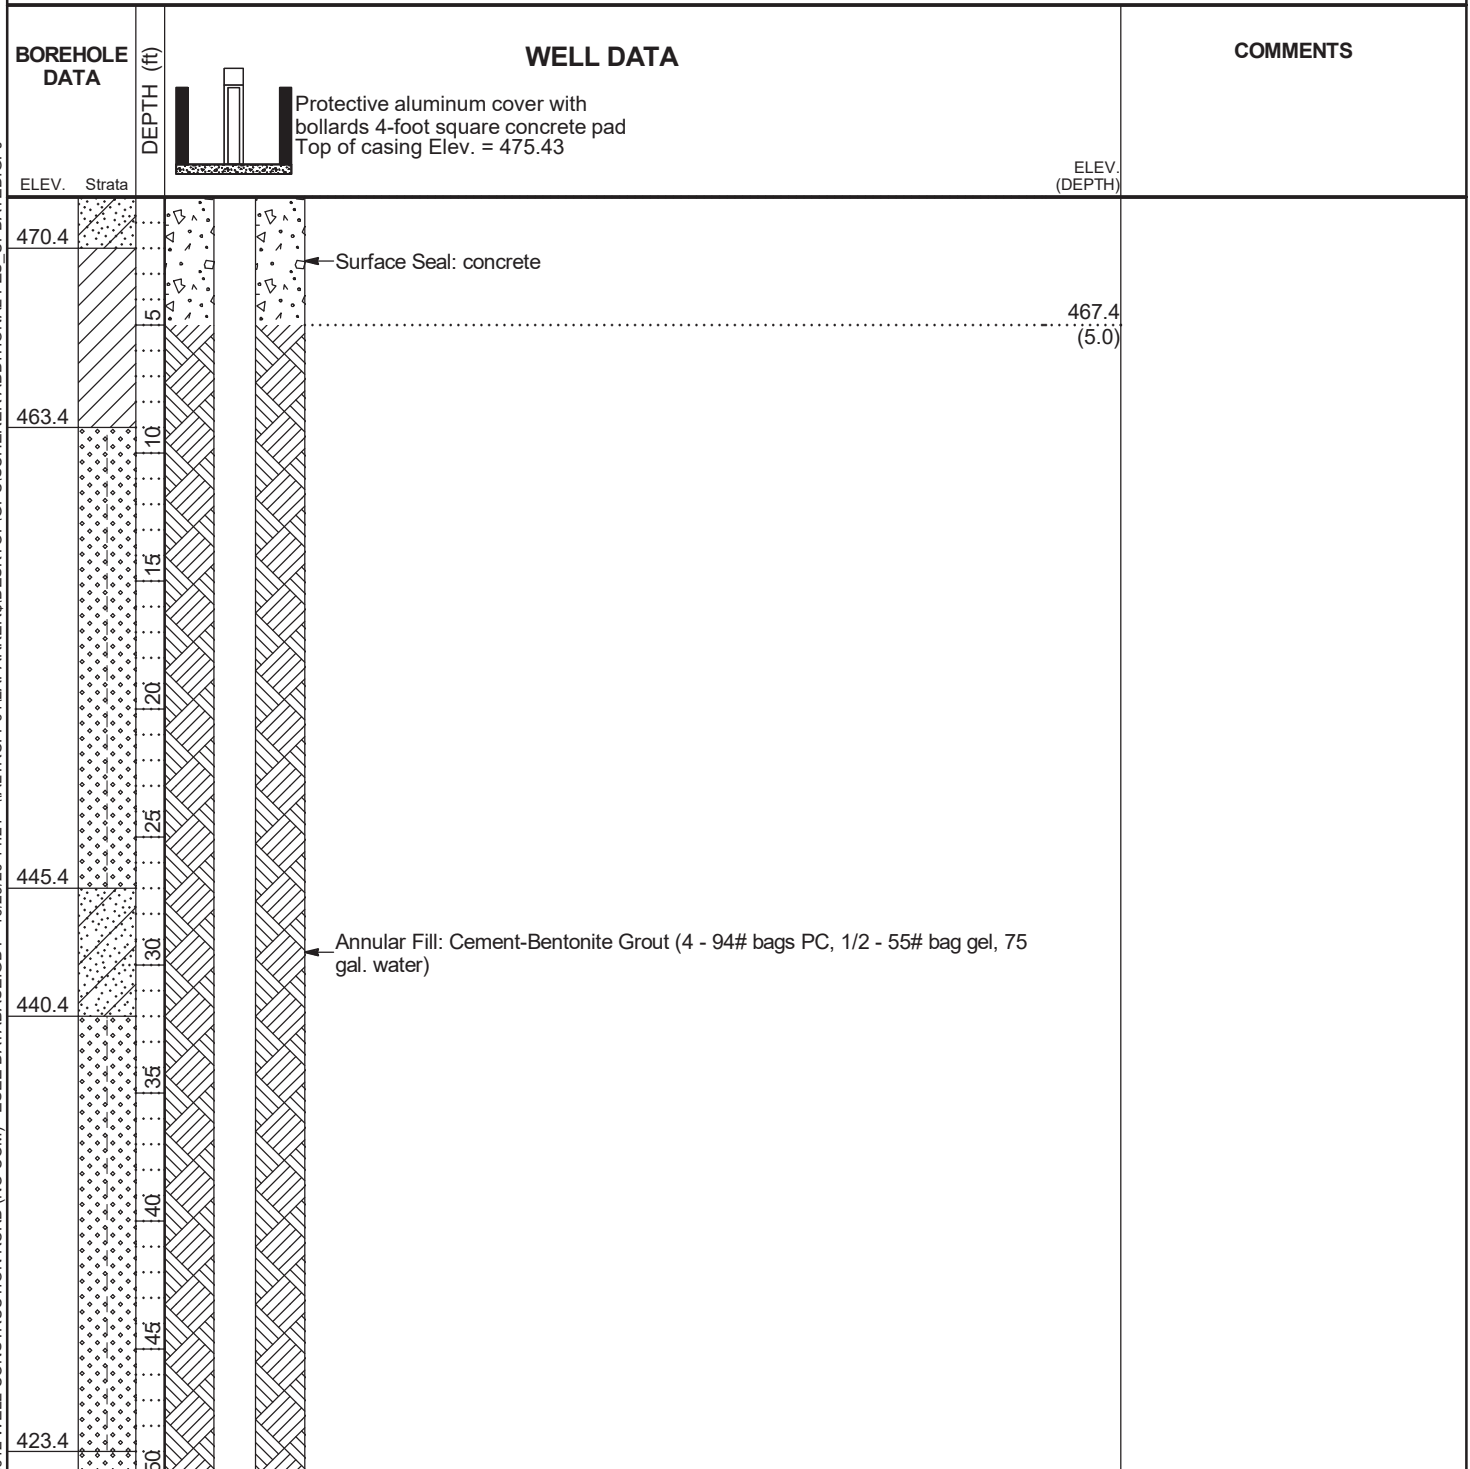 BOREHOLE
DATA
DEPTH (ft)
WELL DATA
COMMENTS
Protective aluminum cover with
bollards 4-foot square concrete pad
Top of casing Elev. = 475.43
ELEV.
(DEPTH)
ELEV. Strata
470.4
Surface Seal: concrete
5
467.4
(5.0)
463.4
10
15
20
25
445.4
Annular Fill: Cement-Bentonite Grout (4 - 94# bags PC, 1/2 - 55# bag gel, 75
gal. water)
30
440.4
35
40
45
423.4
50